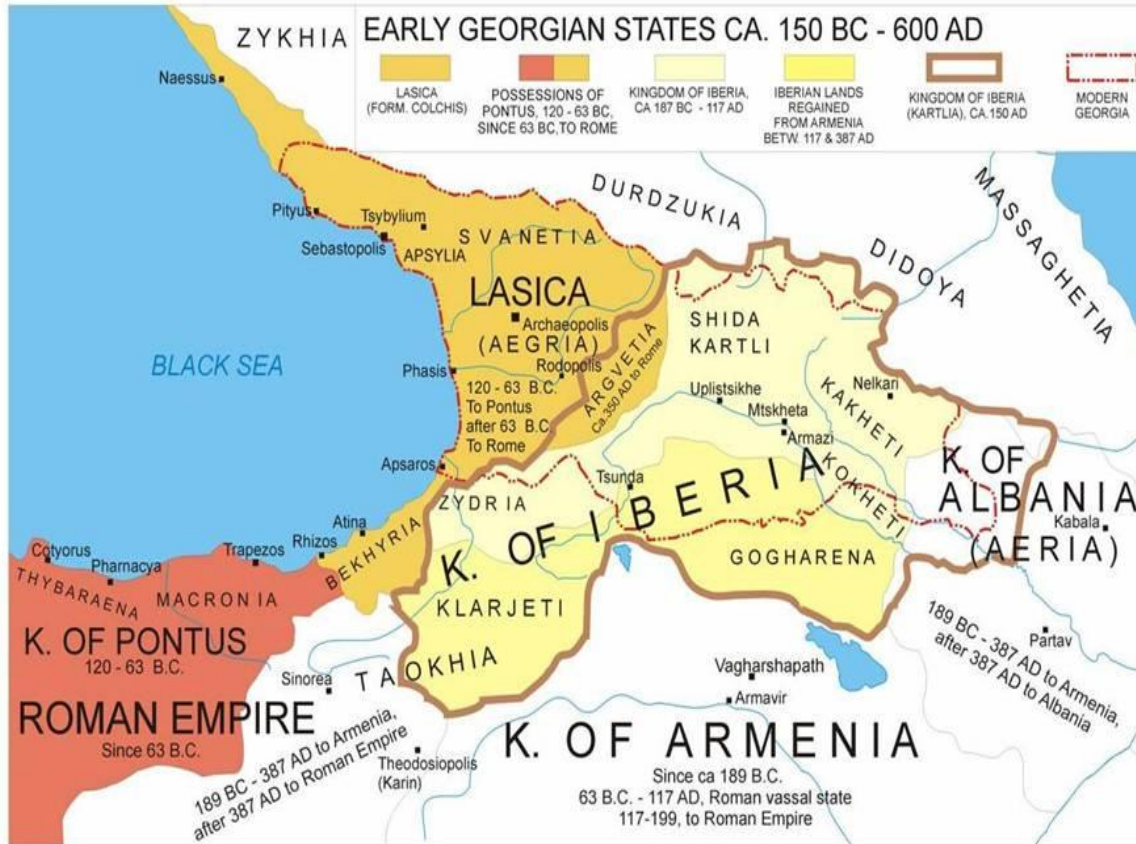 EARLY GEORGIAN STATES CA. 150 BC - 600 AD
LASICA
(FORM. COLCHIS)
POSSESSIONS OF
PONTUS, 120 - 63 BC,
SINCE 63 BC, TO ROME
KINGDOM OF IBERIA,
CA 187 BC - 117 AD
IBERIAN LANDS
REGAINED
FROM ARMENIA
BETW. 117 & 387 AD
KINGDOM OF IBERIA
(KARTLIA), CA. 150 AD
MODERN
GEORGIA
ZYKHIA
Naessus
DURDZUKIA
MASSAGHETIA
DIDOYA
Pityus
Tsybylium
Sebastopolis
APSYLIA
SVANETIA
LASICA
Archaeopolis
(AEGRIA)
Rodopolis
BLACK SEA
Phasis
120 - 63 B.C.
To Pontus
after 63 B.C.
To Rome
ARGVETIA
Ca.350 AD to Rome
SHIDA
KARTLI
Uplistsikhe
Nelkari
Mtskheta
Armazi
KAKHETI
KOKHETI
Apsaros
Tsunda
ZYDRIA
K. OF IBERIA
K. OF
ALBANIA
Kabala
(AERIA)
Atina
Rhizos
BEKHYRIA
GOGHARENA
Cotyorus
Pharnacya
Trapezos
THYBARAENA
MACRONIA
KLARJETI
TAOKHIA
K. OF PONTUS
120 - 63 B.C.
Sinorea
ROMAN EMPIRE
Since 63 B.C.
189 BC - 387 AD to Armenia,
after 387 AD to Roman Empire
Theodosiopolis
(Karin)
Vagharshapath
Armavir
K. OF ARMENIA
Since ca 189 B.C.
63 B.C. - 117 AD, Roman vassal state
117-199, to Roman Empire
Partav
189 BC - 387 AD to Armenia,
after 387 AD to Albania